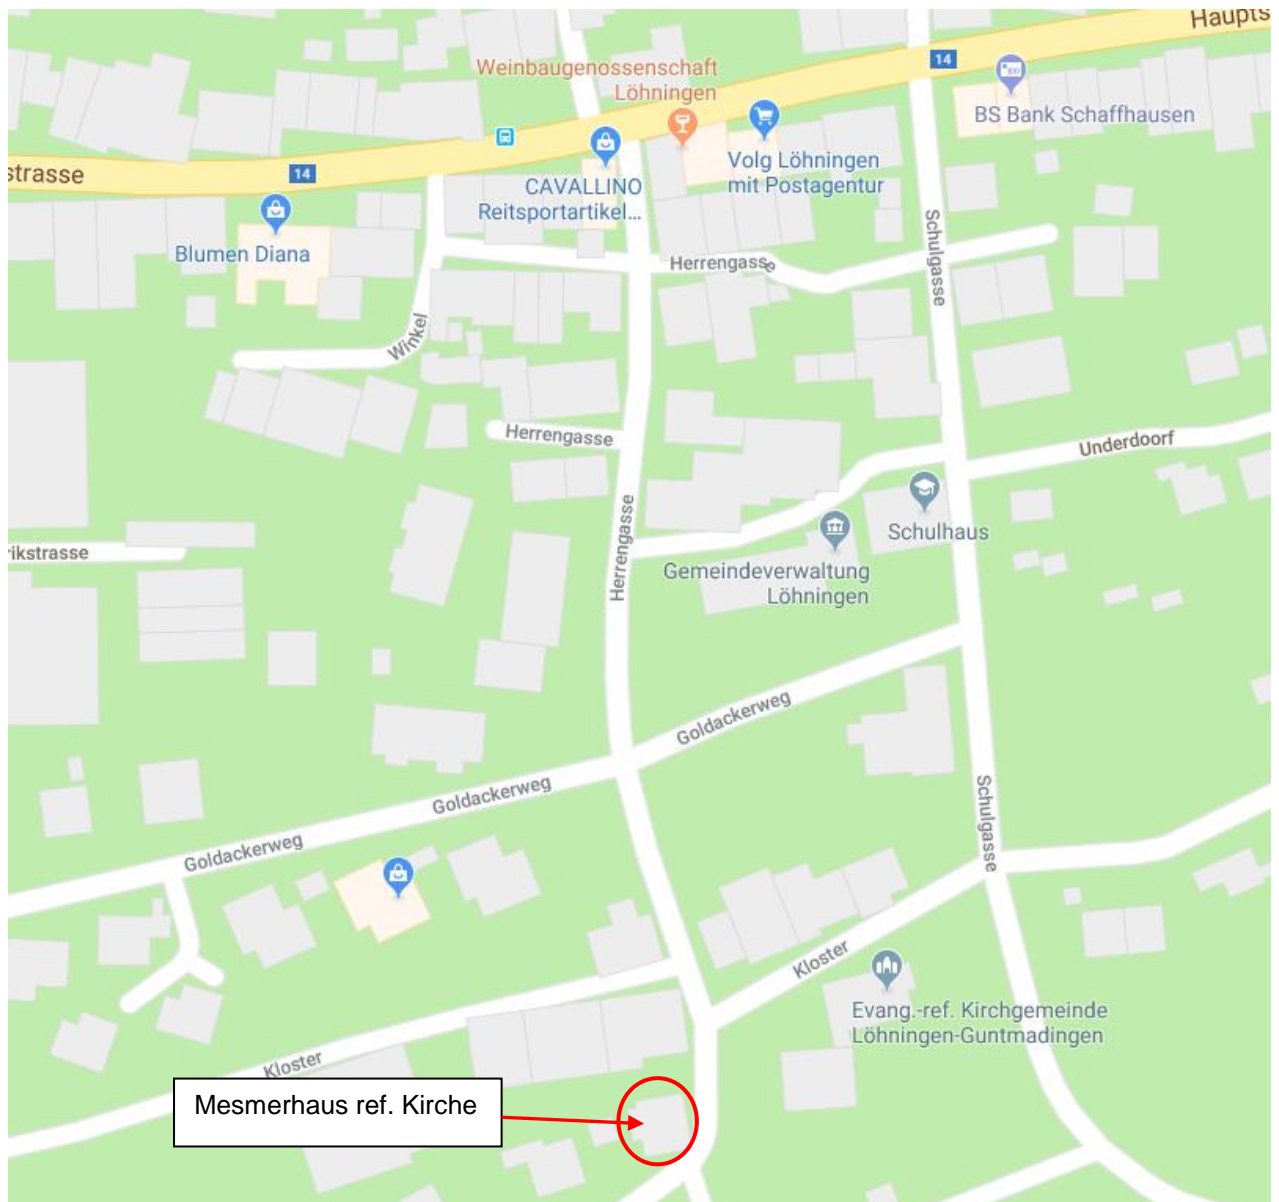 Haupts
14
Weinbaugenossenschaft
Löhningen
BS Bank Schaffhausen
strasse
14
Volg Löhningen
mit Postagentur
CAVALLINO
Reitsportartikel...
Blumen Diana
Herrengasse
Schulgasse
Winkel
Herrengasse
Underdoorf
Herrengasse
Schulhaus
rikstrasse
Gemeindeverwaltung
Löhningen
Goldackerweg
Goldackerweg
Schulgasse
Goldackerweg
Kloster
Evang.-ref. Kirchgemeinde
Löhningen-Guntmadingen
Kloster
Mesmerhaus ref. Kirche